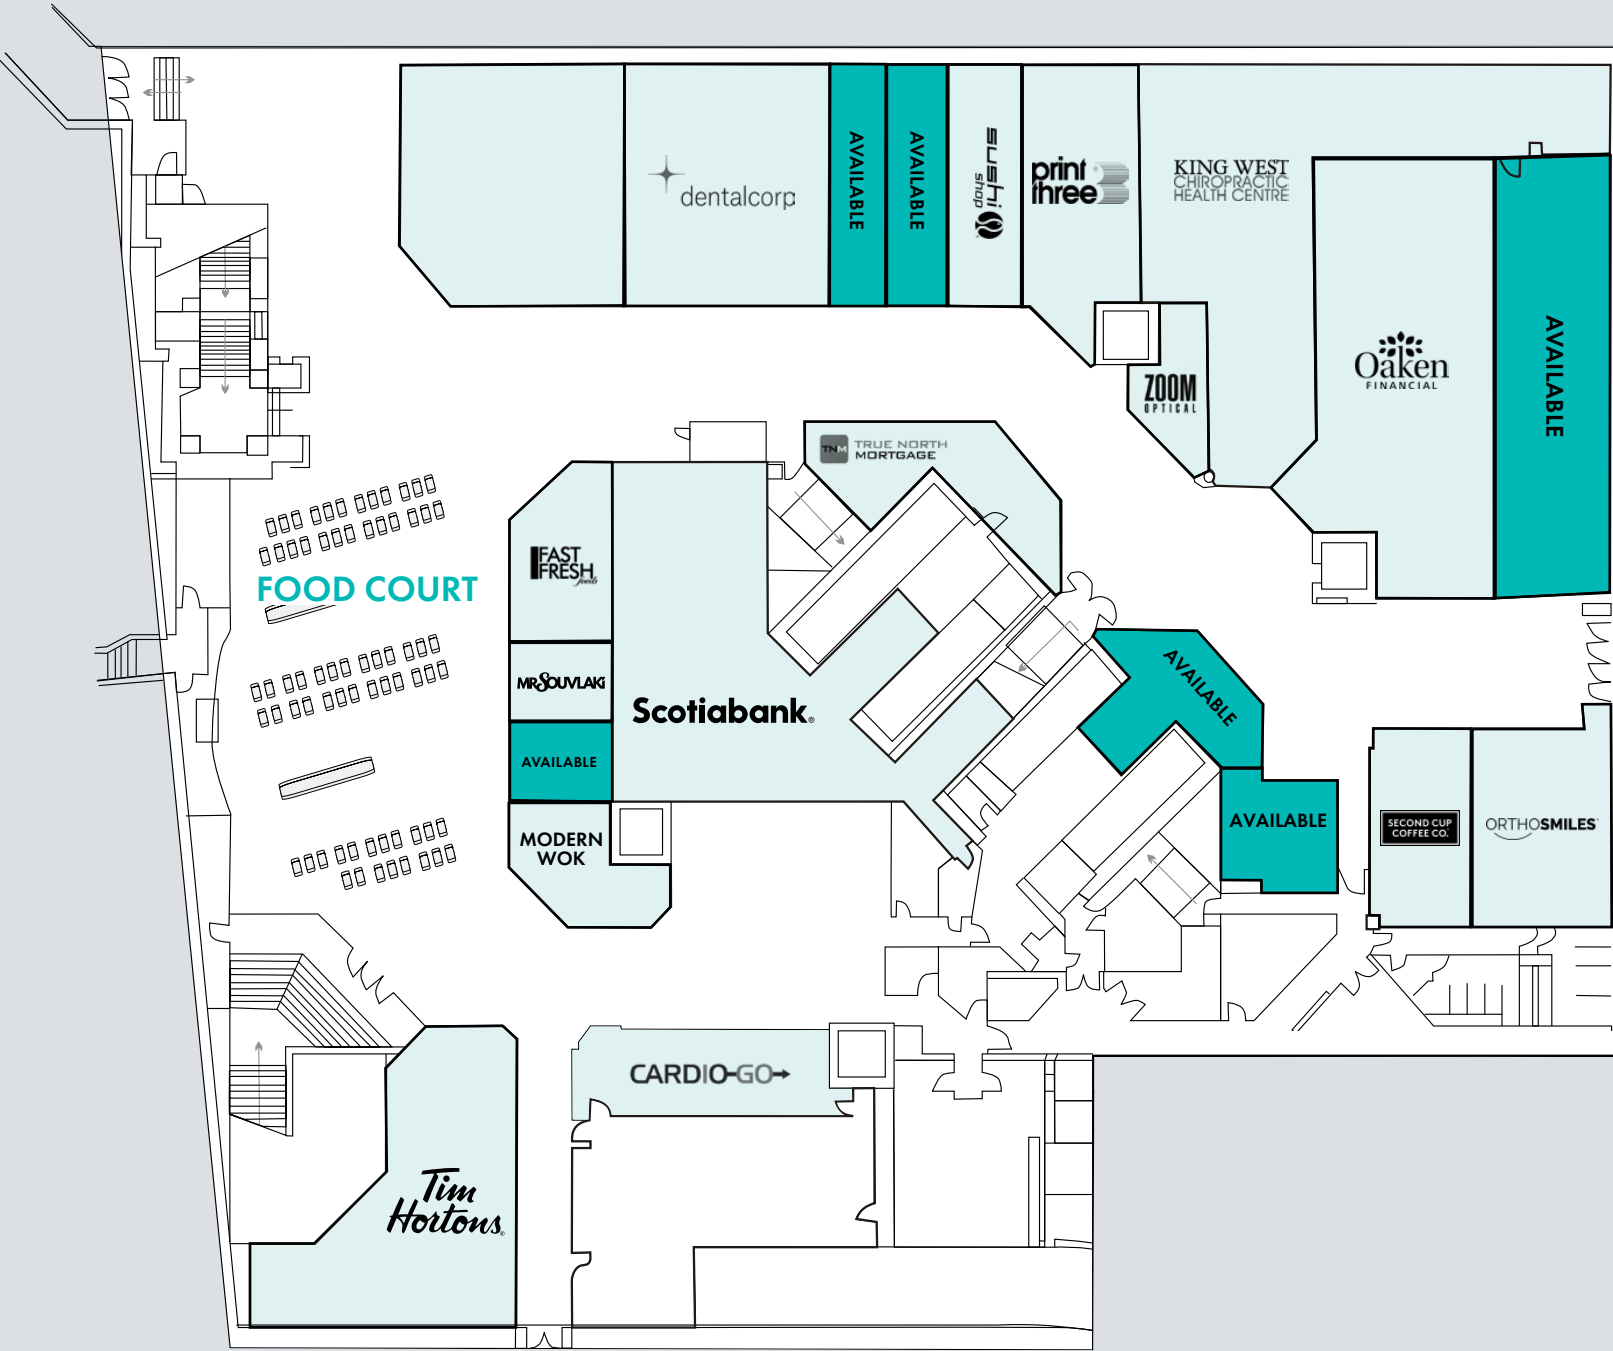 dentalcorp
AVAILABLE
AVAILABLE
sushi
shop
print
three
KING WEST
CHIROPRACTIC
HEALTH CENTRE
Oaken
FINANCIAL
AVAILABLE
ZOOM
OPTICAL
TNM
TRUE NORTH
MORTGAGE
FAST
FRESH
foods
FOOD COURT
MR.SOUVLAKi
Scotiabank®
AVAILABLE
AVAILABLE
MODERN
WOK
AVAILABLE
SECOND CUP
COFFEE CO.
ORTHOSMILES
CARDIO-GO
Tim
Hortons®